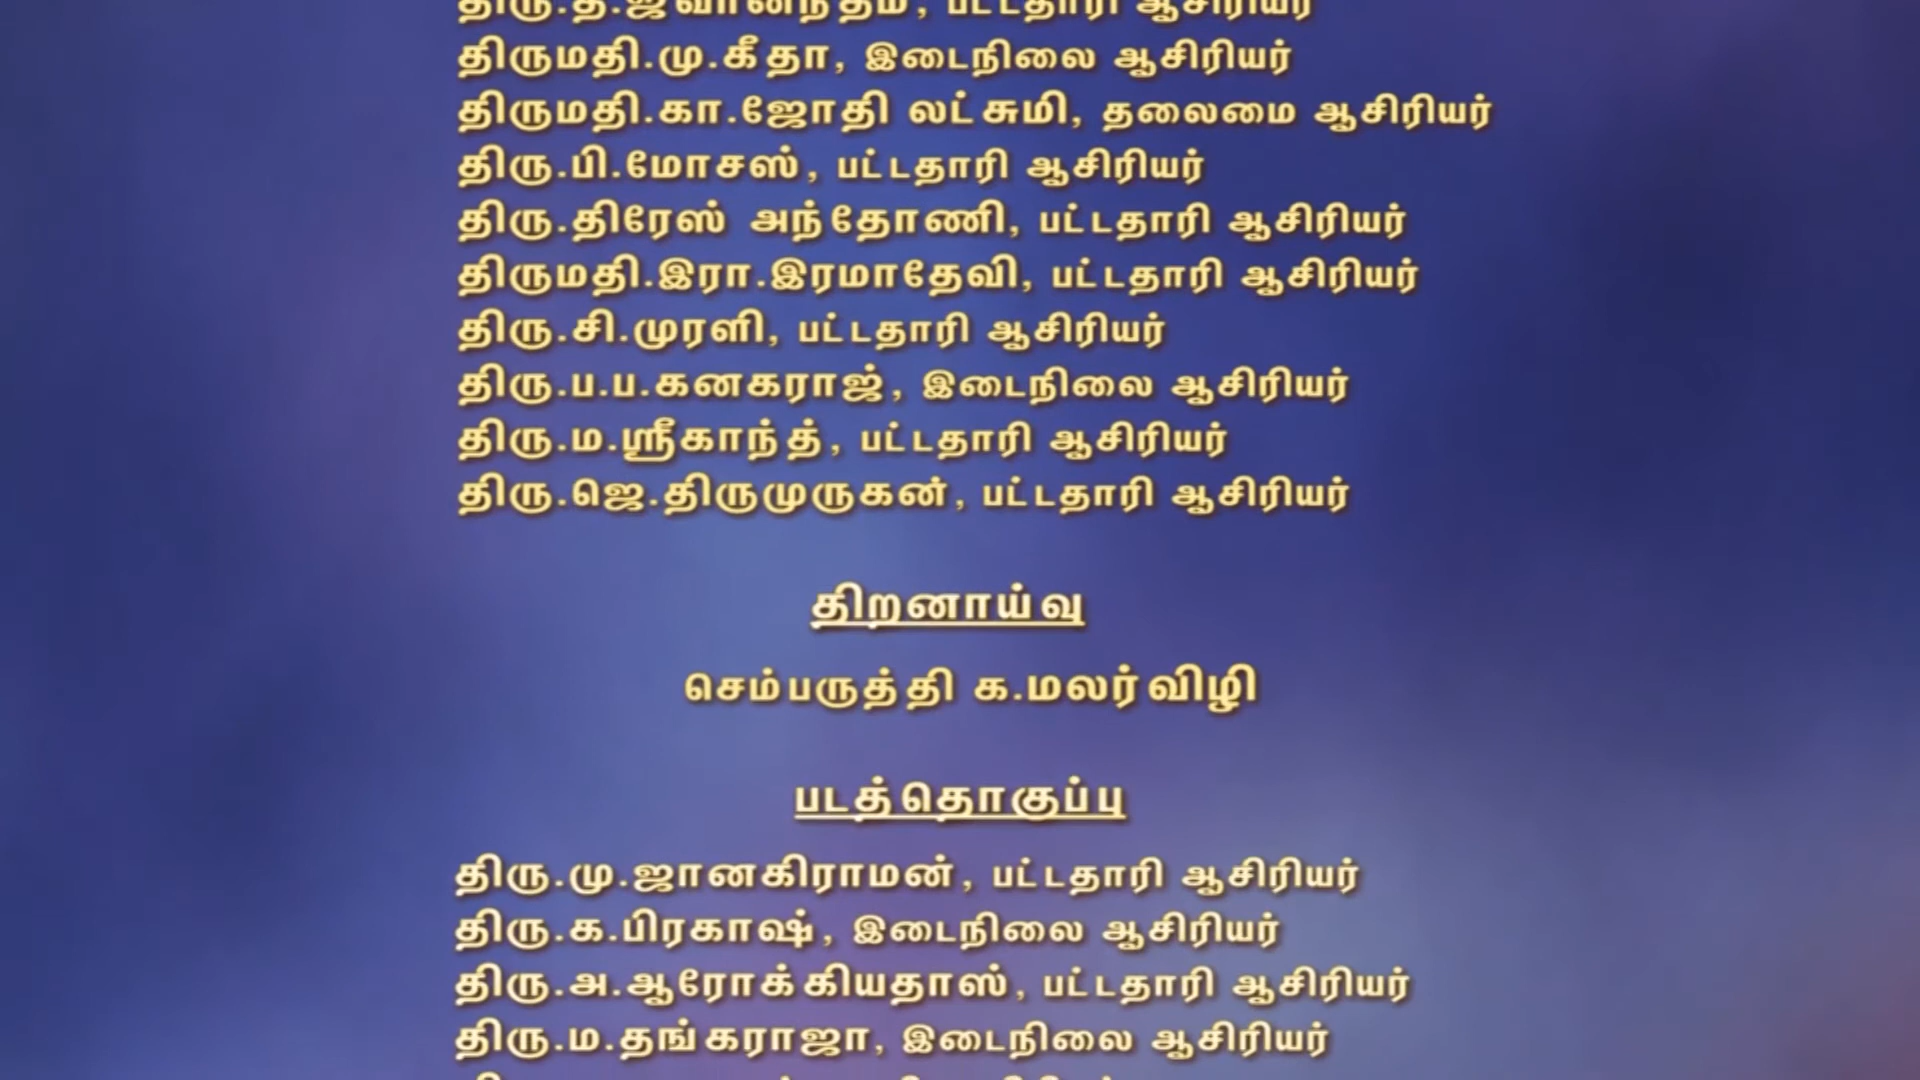 திரு.த.ஜீவானந்தம், பட்டதாரி ஆசிரியர்
திருமதி.மு.கீதா, இடைநிலை ஆசிரியர்
திருமதி.கா.ஜோதி லட்சுமி, தலைமை ஆசிரியர்
திரு.பி.மோசஸ், பட்டதாரி ஆசிரியர்
திரு.திரேஸ் அந்தோணி, பட்டதாரி ஆசிரியர்
திருமதி.இரா.இரமாதேவி, பட்டதாரி ஆசிரியர்
திரு.சி.முரளி, பட்டதாரி ஆசிரியர்
திரு.ப.ப.கனகராஜ், இடைநிலை ஆசிரியர்
திரு.ம.ஸ்ரீகாந்த், பட்டதாரி ஆசிரியர்
திரு.ஜெ.திருமுருகன், பட்டதாரி ஆசிரியர்
திறனாய்வு
செம்பருத்தி க.மலர்விழி
படத்தொகுப்பு
திரு.மு.ஜானகிராமன், பட்டதாரி ஆசிரியர்
திரு.க.பிரகாஷ், இடைநிலை ஆசிரியர்
திரு.அ.ஆரோக்கியதாஸ், பட்டதாரி ஆசிரியர்
திரு.ம.தங்கராஜா, இடைநிலை ஆசிரியர்